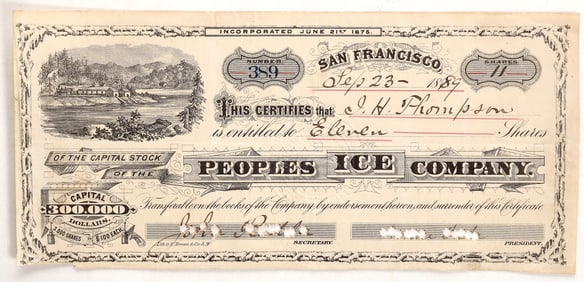 INCORPORATED JUNE 21ST 1875.
NUMBER
389
SAN FRANCISCO,
SHARES
11
Sep 23- 1889
THIS CERTIFIES that J. H. Thompson
is entitled to Eleven Shares
OF THE CAPITAL STOCK
OF THE
PEOPLES ICE COMPANY.
CAPITAL
$300,000
DOLLARS.
SHARES $100 EACH.
Transferable on the books of the Company by endorsement hereon, and surrender of this certificate
SECRETARY.
PRESIDENT.